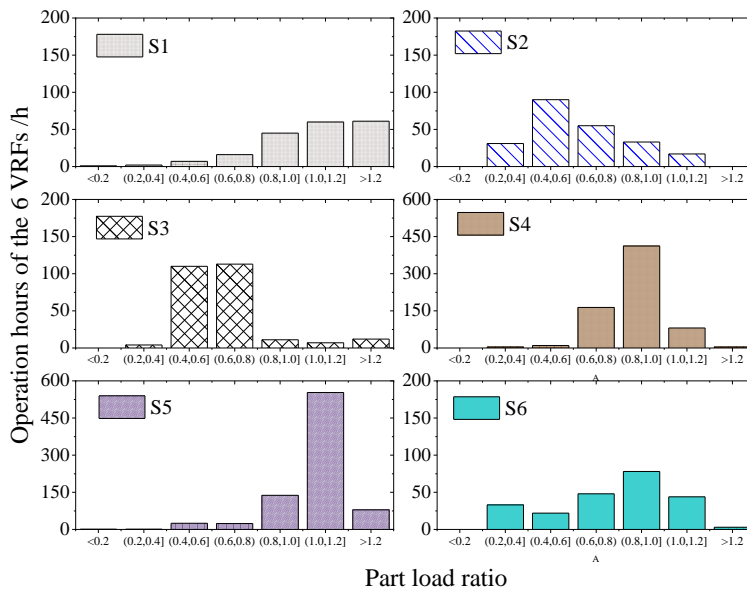 Operation hours of the 6 VRFs /h
S1
200
150
100
50
0
<0.2 (0.2,0.4] (0.4,0.6] (0.6,0.8) (0.8,1.0] (1.0,1.2] >1.2
S2
200
150
100
50
0
<0.2 (0.2,0.4] (0.4,0.6] (0.6,0.8) (0.8,1.0] (1.0,1.2] >1.2
S3
200
150
100
50
0
<0.2 (0.2,0.4] (0.4,0.6] (0.6,0.8) (0.8,1.0] (1.0,1.2] >1.2
S4
600
450
300
150
0
<0.2 (0.2,0.4] (0.4,0.6] (0.6,0.8) (0.8,1.0] (1.0,1.2] >1.2
A
S5
600
450
300
150
0
<0.2 (0.2,0.4] (0.4,0.6] (0.6,0.8) (0.8,1.0] (1.0,1.2] >1.2
S6
200
150
100
50
0
<0.2 (0.2,0.4] (0.4,0.6] (0.6,0.8) (0.8,1.0] (1.0,1.2] >1.2
A
Part load ratio